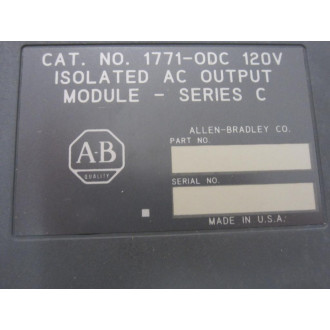 CAT. NO. 1771-ODC 120V
ISOLATED AC OUTPUT
MODULE - SERIES C
ALLEN-BRADLEY CO.
PART NO.
A-B
QUALITY
SERIAL NO.
MADE IN U.S.A.